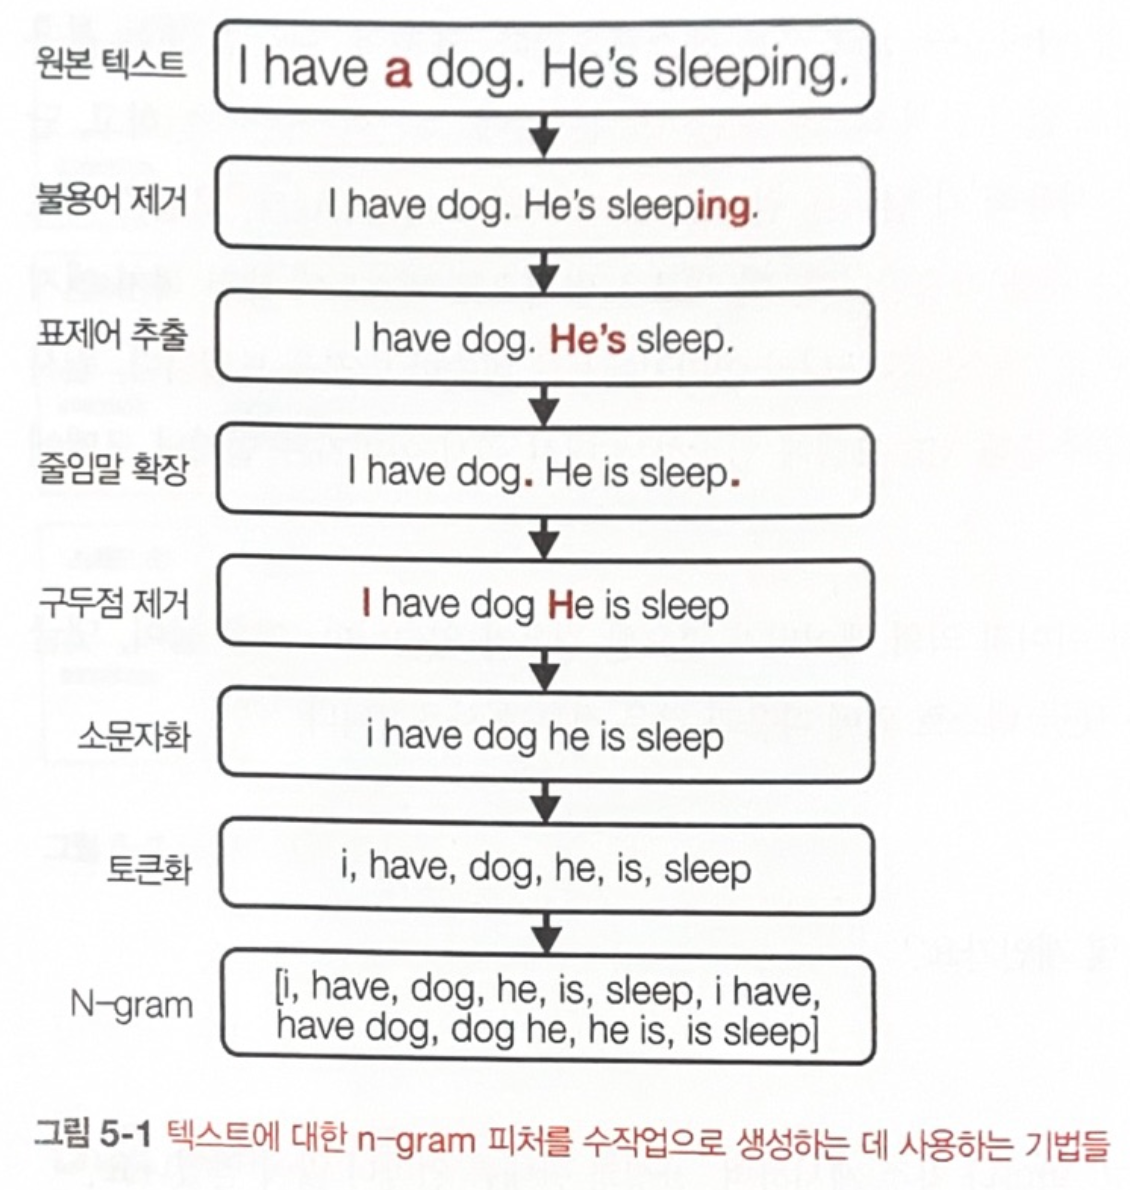 원본 텍스트
I have a dog. He's sleeping.
불용어 제거
I have dog. He's sleeping.
표제어 추출
I have dog. He's sleep.
줄임말 확장
I have dog. He is sleep.
구두점 제거
I have dog He is sleep
소문자화
i have dog he is sleep
토큰화
i, have, dog, he, is, sleep
N-gram
[i, have, dog, he, is, sleep, i have,
have dog, dog he, he is, is sleep]
그림 5-1 텍스트에 대한 n-gram 피처를 수작업으로 생성하는 데 사용하는 기법들